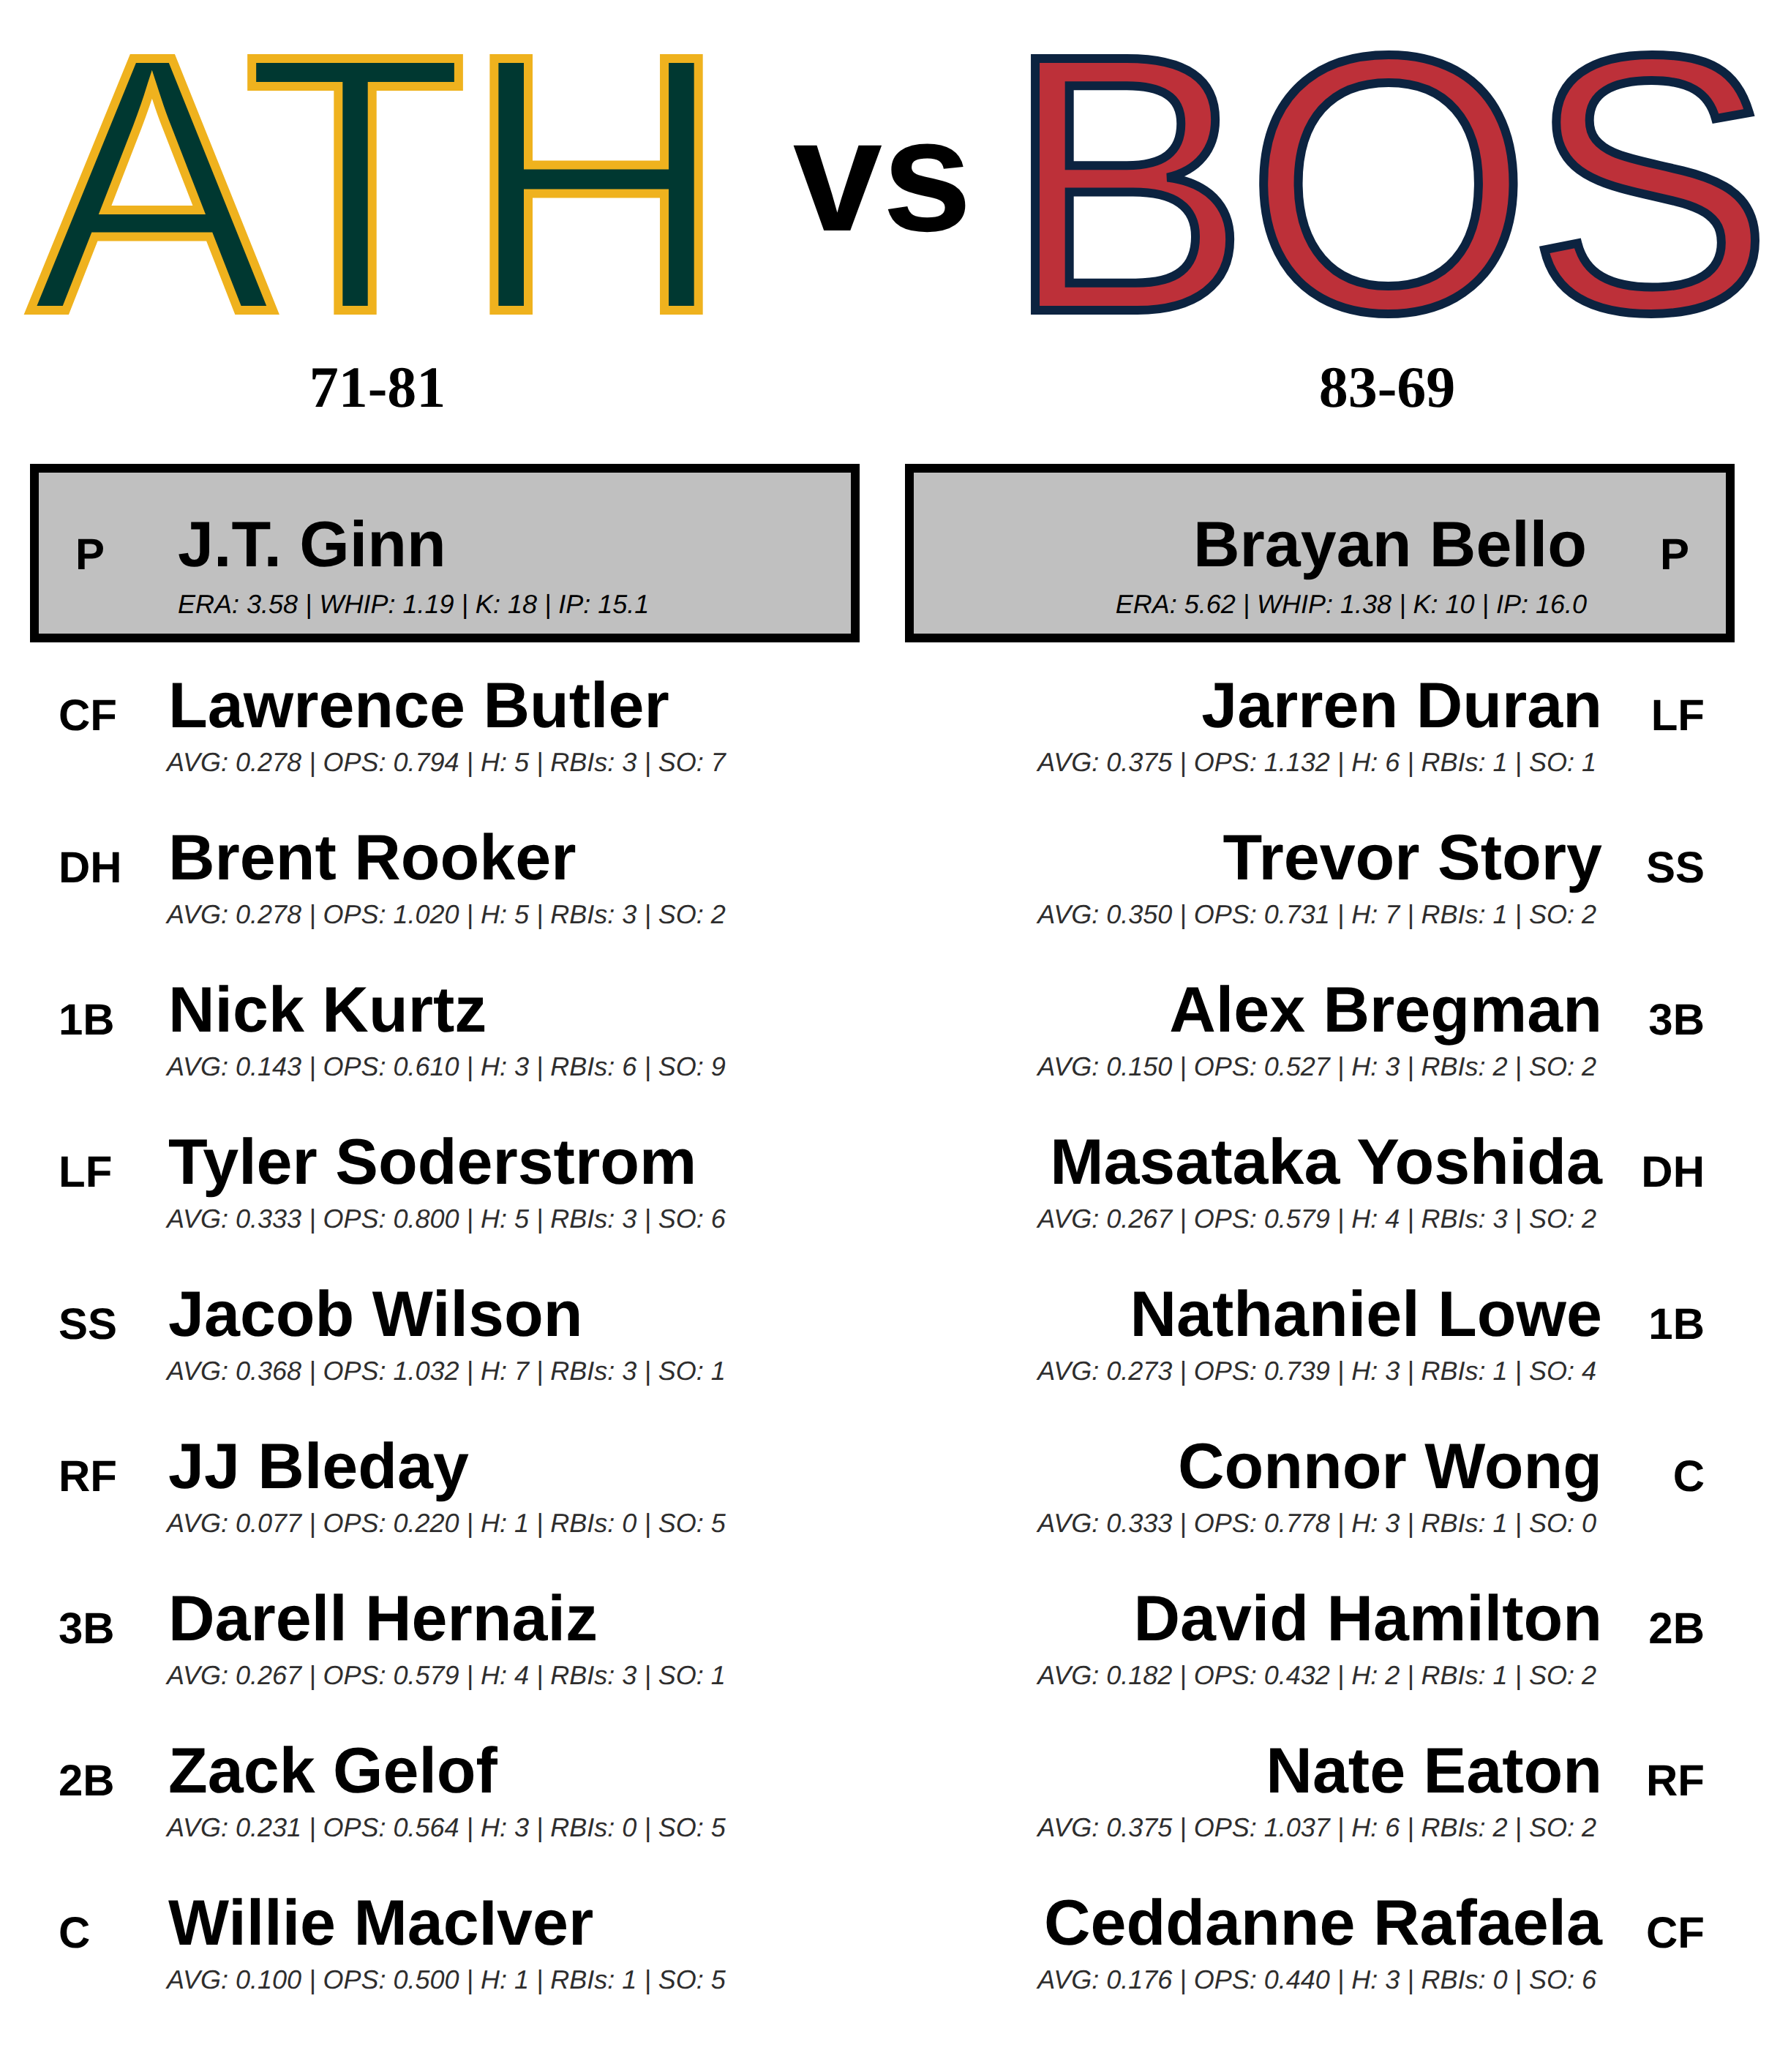 ATH vs BOS
71-81
83-69
P J.T. Ginn
ERA: 3.58 | WHIP: 1.19 | K: 18 | IP: 15.1
Brayan Bello P
ERA: 5.62 | WHIP: 1.38 | K: 10 | IP: 16.0
CF Lawrence Butler
AVG: 0.278 | OPS: 0.794 | H: 5 | RBIs: 3 | SO: 7
DH Brent Rooker
AVG: 0.278 | OPS: 1.020 | H: 5 | RBIs: 3 | SO: 2
1B Nick Kurtz
AVG: 0.143 | OPS: 0.610 | H: 3 | RBIs: 6 | SO: 9
LF Tyler Soderstrom
AVG: 0.333 | OPS: 0.800 | H: 5 | RBIs: 3 | SO: 6
SS Jacob Wilson
AVG: 0.368 | OPS: 1.032 | H: 7 | RBIs: 3 | SO: 1
RF JJ Bleday
AVG: 0.077 | OPS: 0.220 | H: 1 | RBIs: 0 | SO: 5
3B Darell Hernaiz
AVG: 0.267 | OPS: 0.579 | H: 4 | RBIs: 3 | SO: 1
2B Zack Gelof
AVG: 0.231 | OPS: 0.564 | H: 3 | RBIs: 0 | SO: 5
C Willie MacIver
AVG: 0.100 | OPS: 0.500 | H: 1 | RBIs: 1 | SO: 5
Jarren Duran LF
AVG: 0.375 | OPS: 1.132 | H: 6 | RBIs: 1 | SO: 1
Trevor Story SS
AVG: 0.350 | OPS: 0.731 | H: 7 | RBIs: 1 | SO: 2
Alex Bregman 3B
AVG: 0.150 | OPS: 0.527 | H: 3 | RBIs: 2 | SO: 2
Masataka Yoshida DH
AVG: 0.267 | OPS: 0.579 | H: 4 | RBIs: 3 | SO: 2
Nathaniel Lowe 1B
AVG: 0.273 | OPS: 0.739 | H: 3 | RBIs: 1 | SO: 4
Connor Wong C
AVG: 0.333 | OPS: 0.778 | H: 3 | RBIs: 1 | SO: 0
David Hamilton 2B
AVG: 0.182 | OPS: 0.432 | H: 2 | RBIs: 1 | SO: 2
Nate Eaton RF
AVG: 0.375 | OPS: 1.037 | H: 6 | RBIs: 2 | SO: 2
Ceddanne Rafaela CF
AVG: 0.176 | OPS: 0.440 | H: 3 | RBIs: 0 | SO: 6